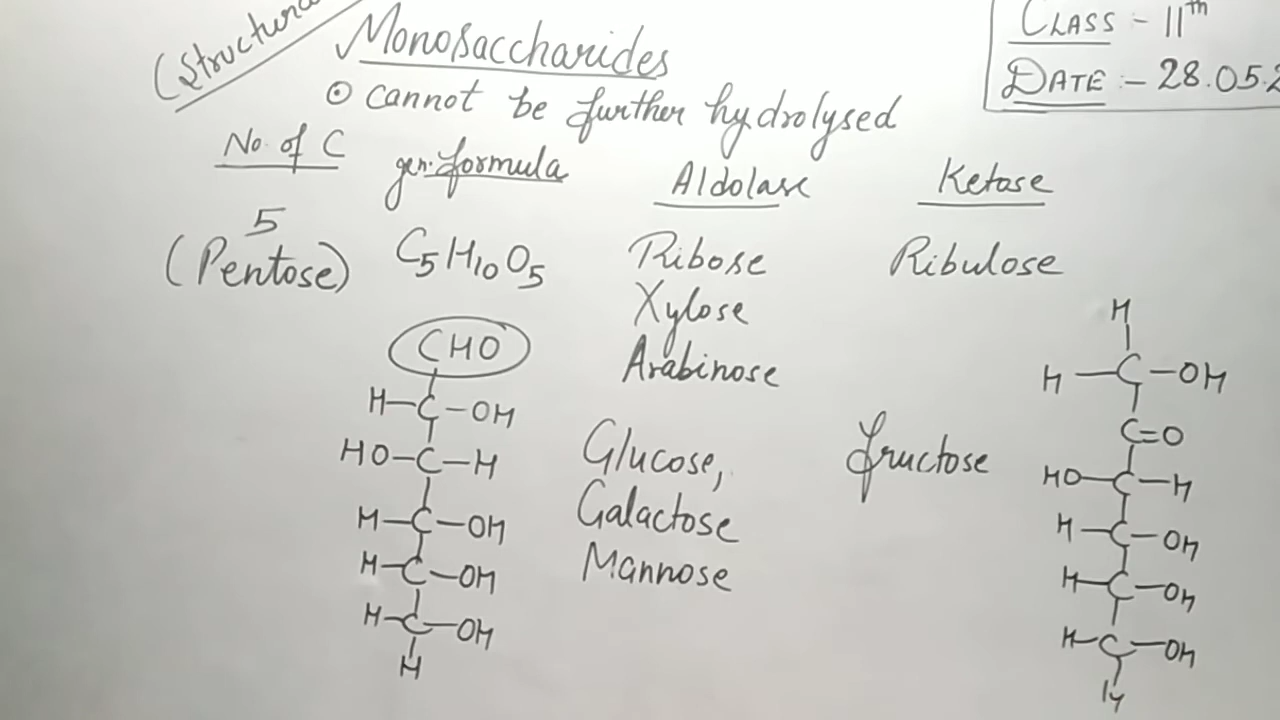 (Structura
Monosaccharides
CLASS :- 11th
DATE :- 28.05.2
⊙ cannot be further hydrolysed
No. of C gen. formula Aldolase Ketose
5
(Pentose) C5H10O5 Ribose Ribulose
Xylose
Arabinose
CHO
H-C-OH
HO-C-H
H-C-OH
H-C-OH
H-C-OH
H
Glucose,
Galactose
Mannose
fructose
H
H-C-OH
C=O
HO-C-H
H-C-OH
H-C-OH
H-C-OH
H